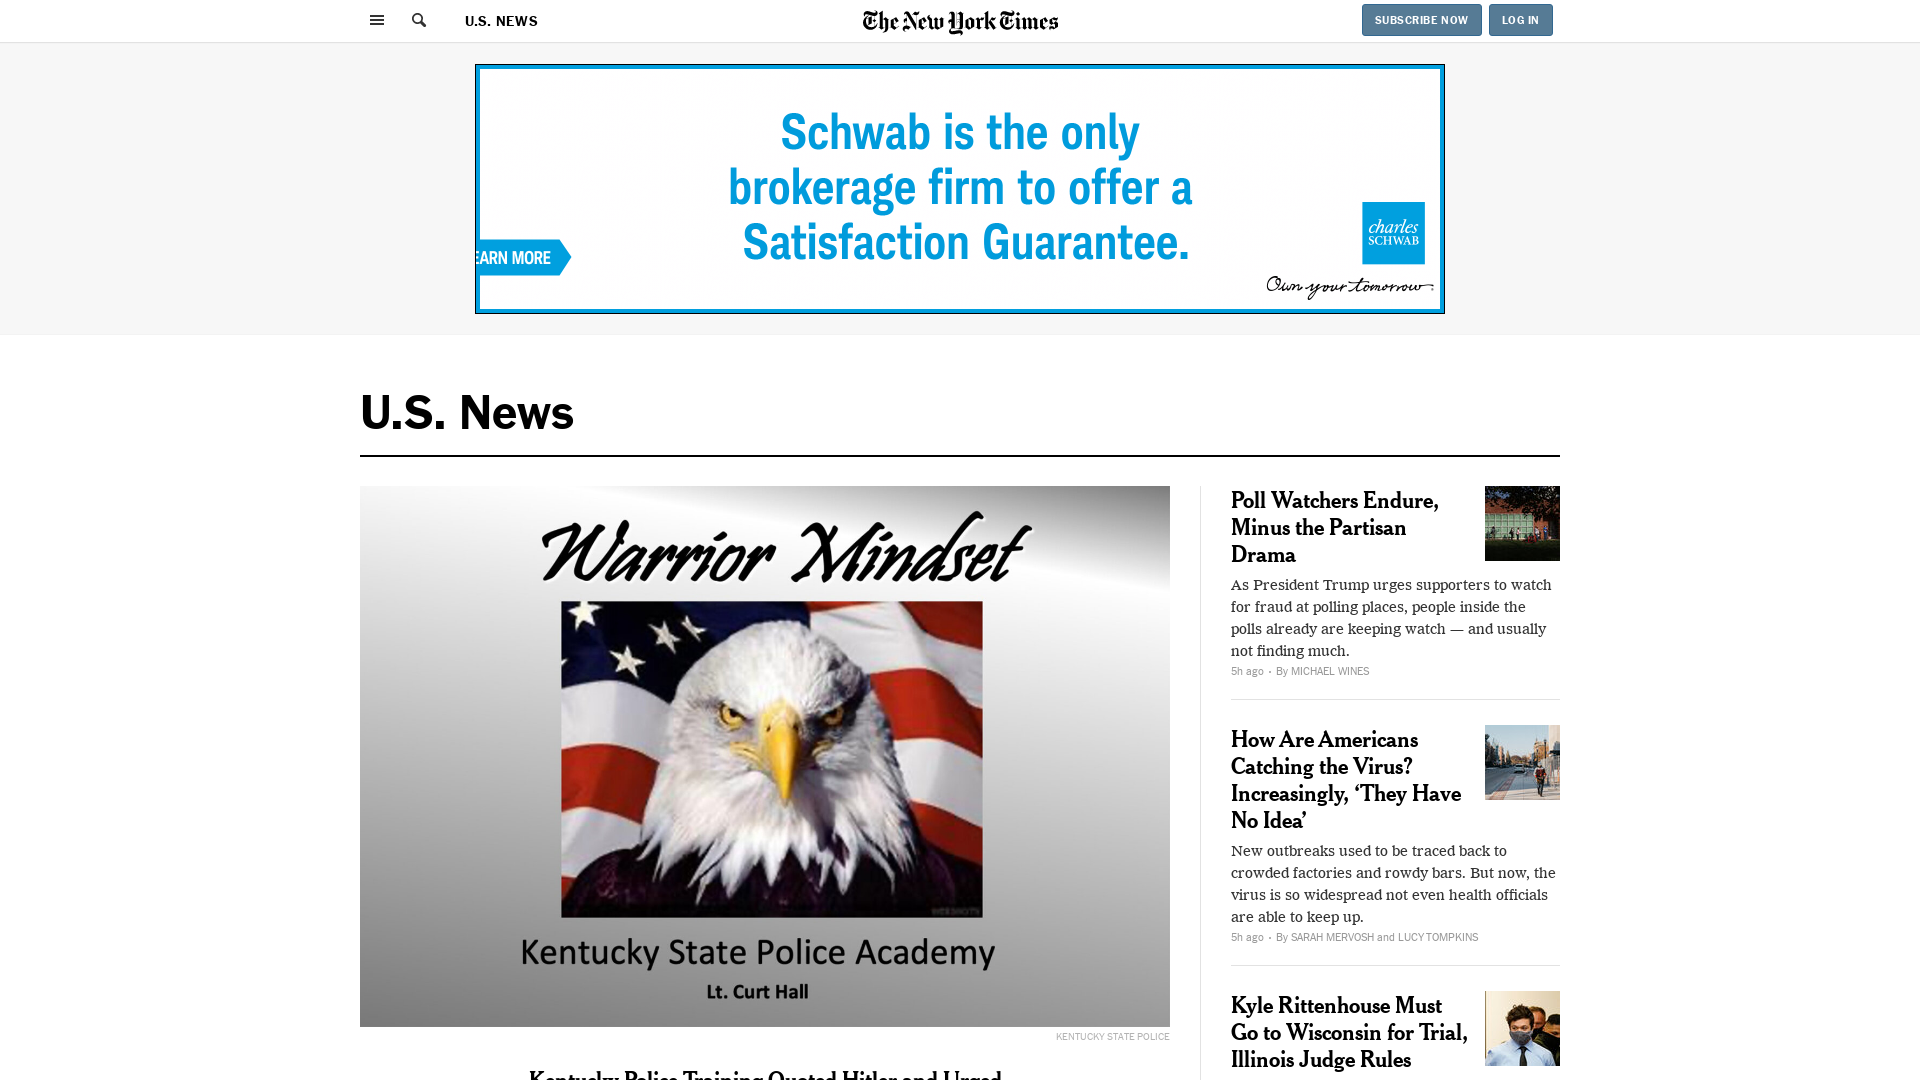 U.S. NEWS
The New York Times
SUBSCRIBE NOW
LOG IN
Schwab is the only
brokerage firm to offer a
Satisfaction Guarantee.
EARN MORE
charles
SCHWAB
Own your tomorrow.
U.S. News
Warrior Mindset
Kentucky State Police Academy
Lt. Curt Hall
KENTUCKY STATE POLICE
Kentucky Police Training Quoted Hitler and Urged
Poll Watchers Endure,
Minus the Partisan
Drama
As President Trump urges supporters to watch
for fraud at polling places, people inside the
polls already are keeping watch — and usually
not finding much.
5h ago • By MICHAEL WINES
How Are Americans
Catching the Virus?
Increasingly, ‘They Have
No Idea’
New outbreaks used to be traced back to
crowded factories and rowdy bars. But now, the
virus is so widespread not even health officials
are able to keep up.
5h ago • By SARAH MERVOSH and LUCY TOMPKINS
Kyle Rittenhouse Must
Go to Wisconsin for Trial,
Illinois Judge Rules